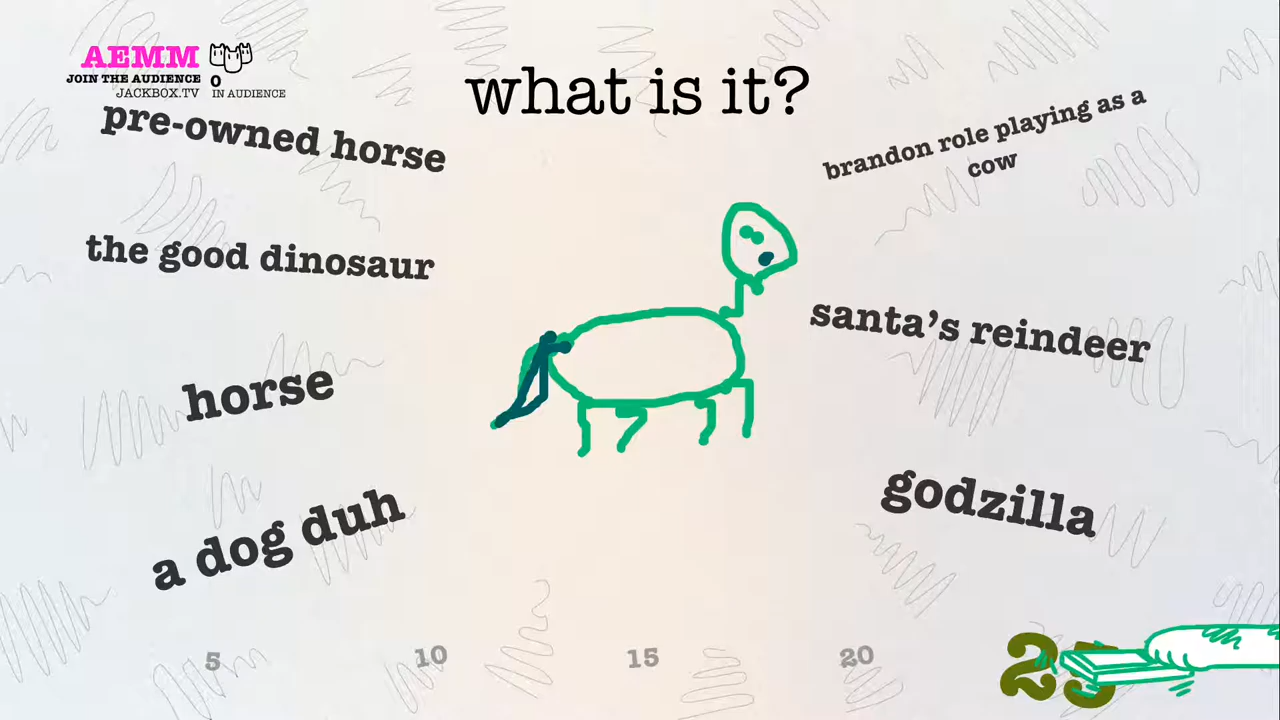 AEMM
JOIN THE AUDIENCE
JACKBOX.TV
0
IN AUDIENCE
what is it?
pre-owned horse
the good dinosaur
horse
a dog duh
brandon role playing as a
cow
santa's reindeer
godzilla
5
10
15
20
25